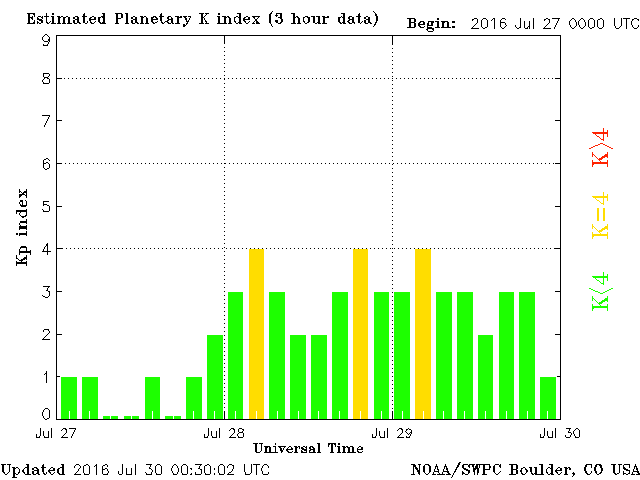 Estimated Planetary K index (3 hour data) Begin: 2016 Jul 27 0000 UTC
9
8
7
6
5
4
3
2
1
0
Kp index
K>4
K=4
K<4
Jul 27 Jul 28 Jul 29 Jul 30
Universal Time
Updated 2016 Jul 30 00:30:02 UTC NOAA/SWPC Boulder, CO USA